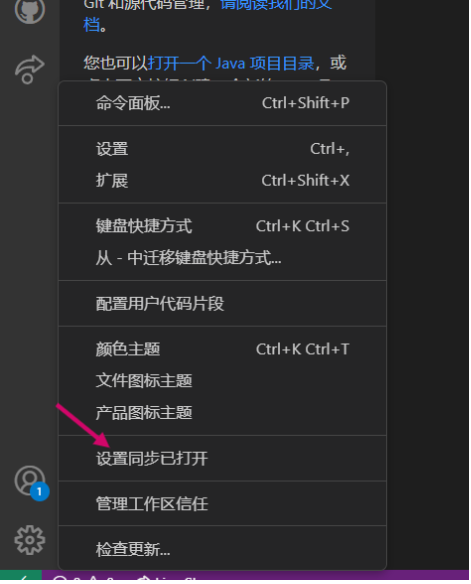 Git 和源代码管理，请阅读我们的文
档。
您也可以打开一个 Java 项目目录，或
命令面板... Ctrl+Shift+P
设置 Ctrl+,
扩展 Ctrl+Shift+X
键盘快捷方式 Ctrl+K Ctrl+S
从 - 中迁移键盘快捷方式...
配置用户代码片段
颜色主题 Ctrl+K Ctrl+T
文件图标主题
产品图标主题
设置同步已打开
1
管理工作区信任
检查更新...